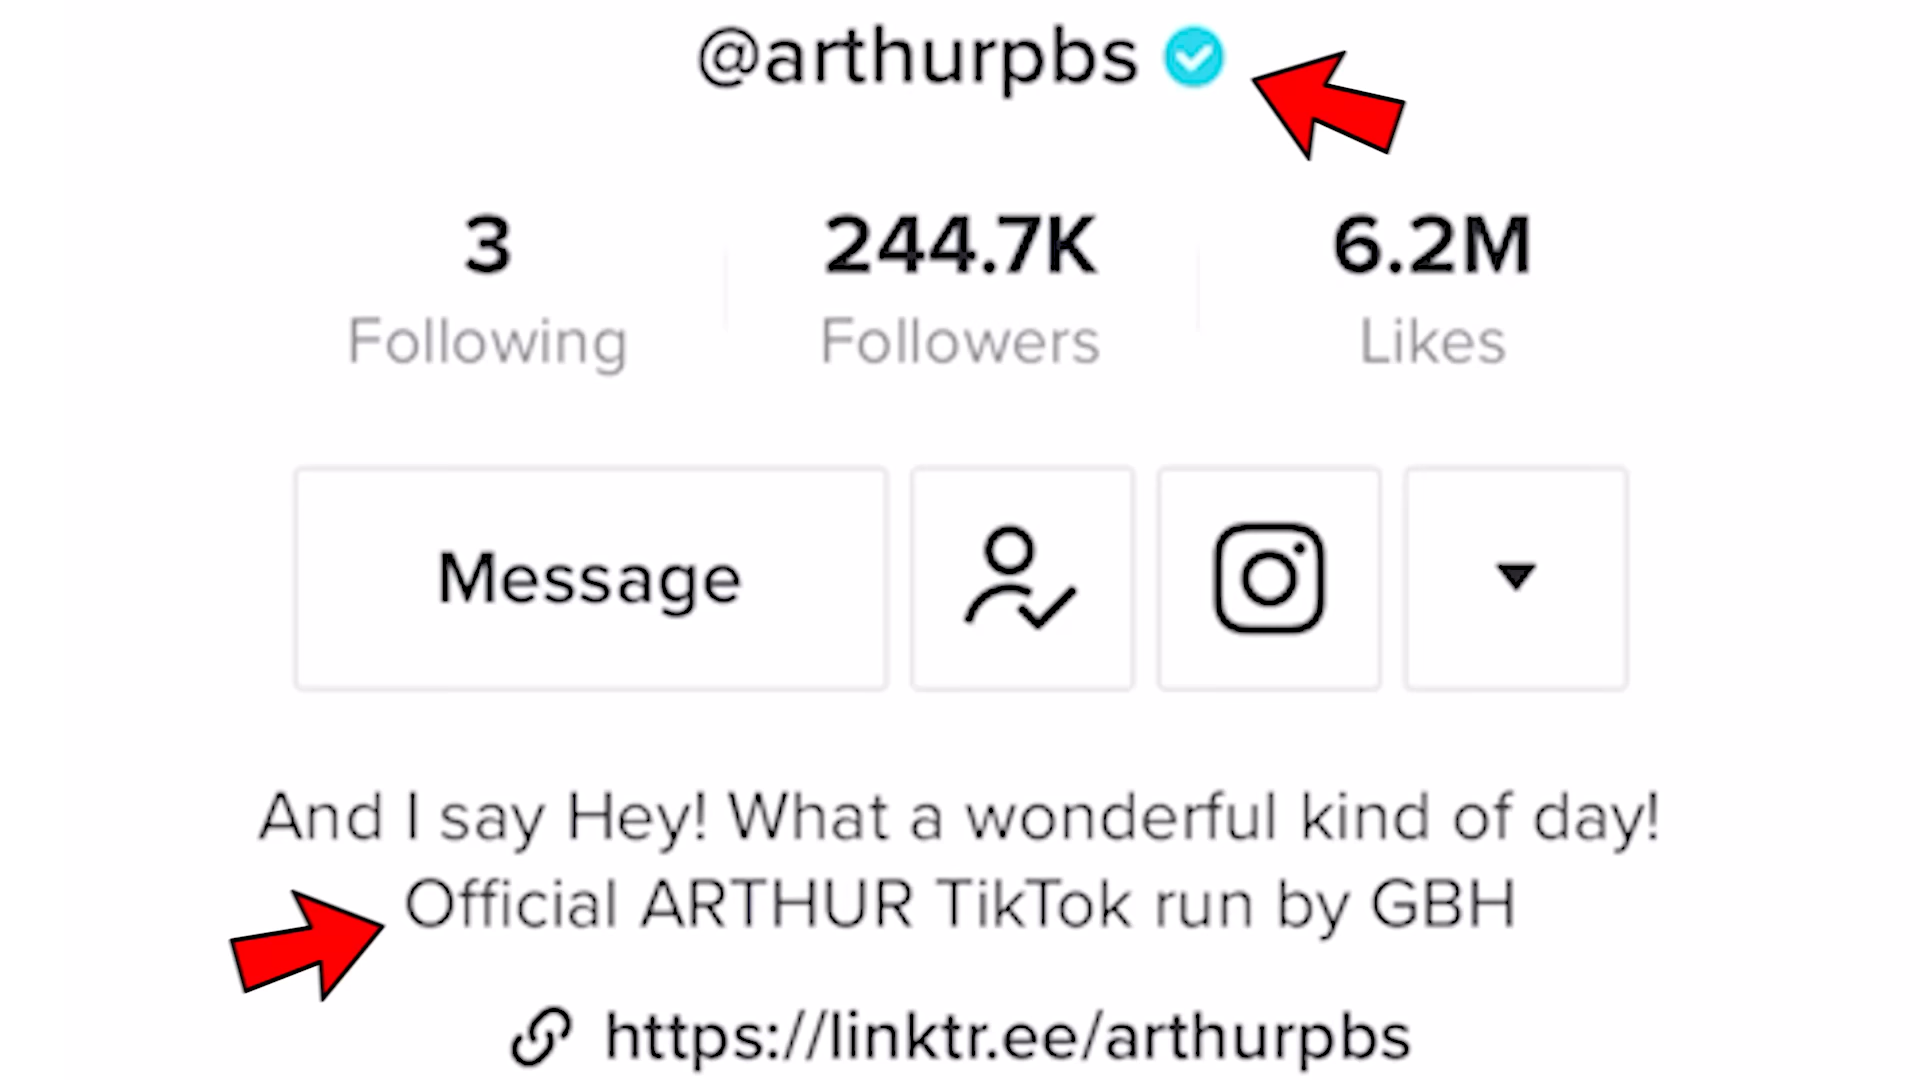 @arthurpbs
3 244.7K 6.2M
Following Followers Likes
Message
And I say Hey! What a wonderful kind of day!
Official ARTHUR TikTok run by GBH
https://linktr.ee/arthurpbs